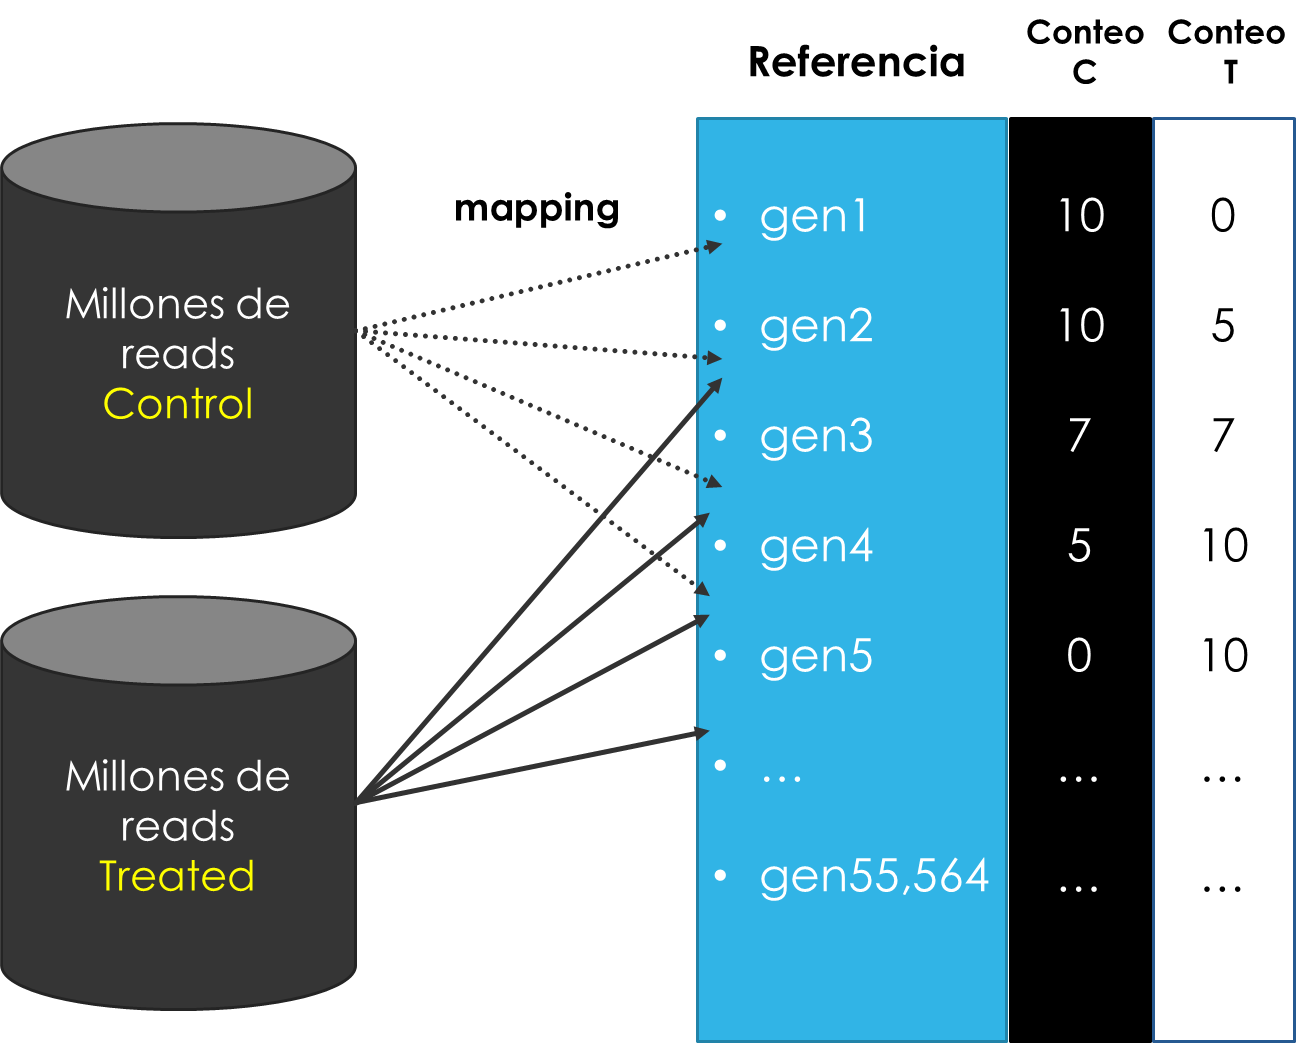 Conteo
C
Conteo
T
Referencia
mapping
Millones de
reads
Control
Millones de
reads
Treated
• gen1 10 0
• gen2 10 5
• gen3 7 7
• gen4 5 10
• gen5 0 10
• ... ... ...
• gen55,564 ... ...